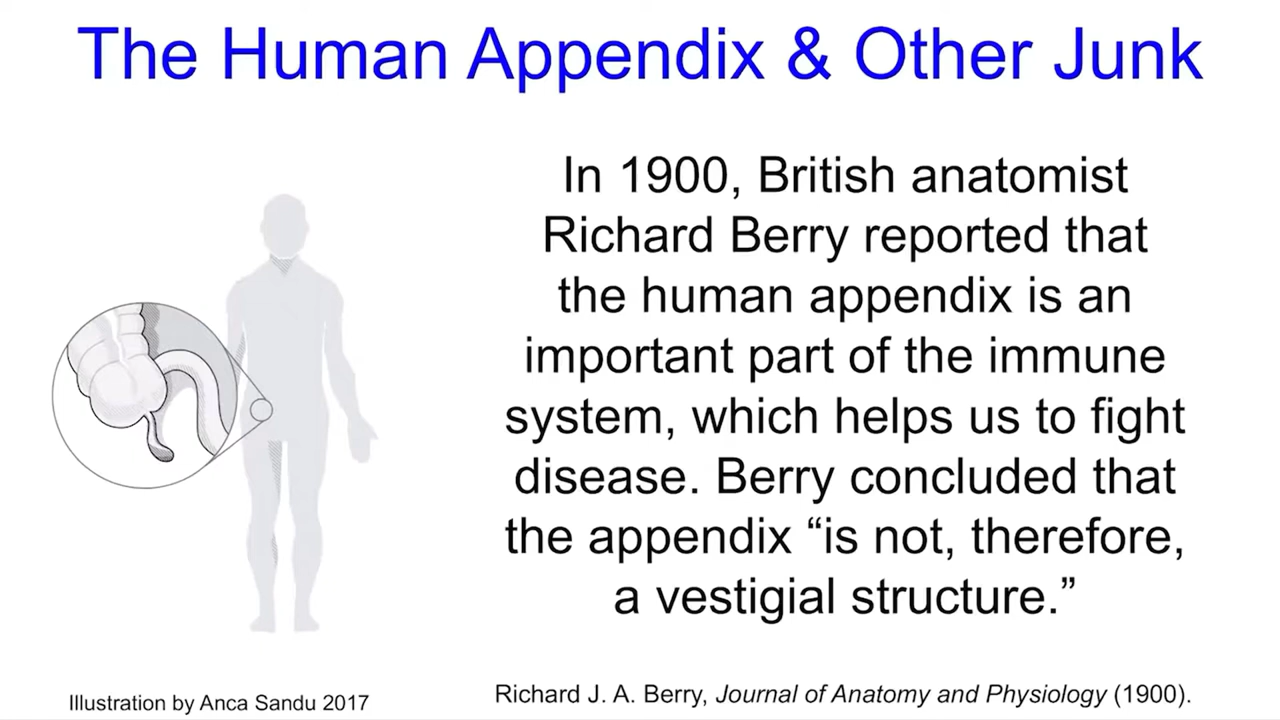 The Human Appendix & Other Junk
In 1900, British anatomist
Richard Berry reported that
the human appendix is an
important part of the immune
system, which helps us to fight
disease. Berry concluded that
the appendix “is not, therefore,
a vestigial structure.”
Illustration by Anca Sandu 2017
Richard J. A. Berry, Journal of Anatomy and Physiology (1900).